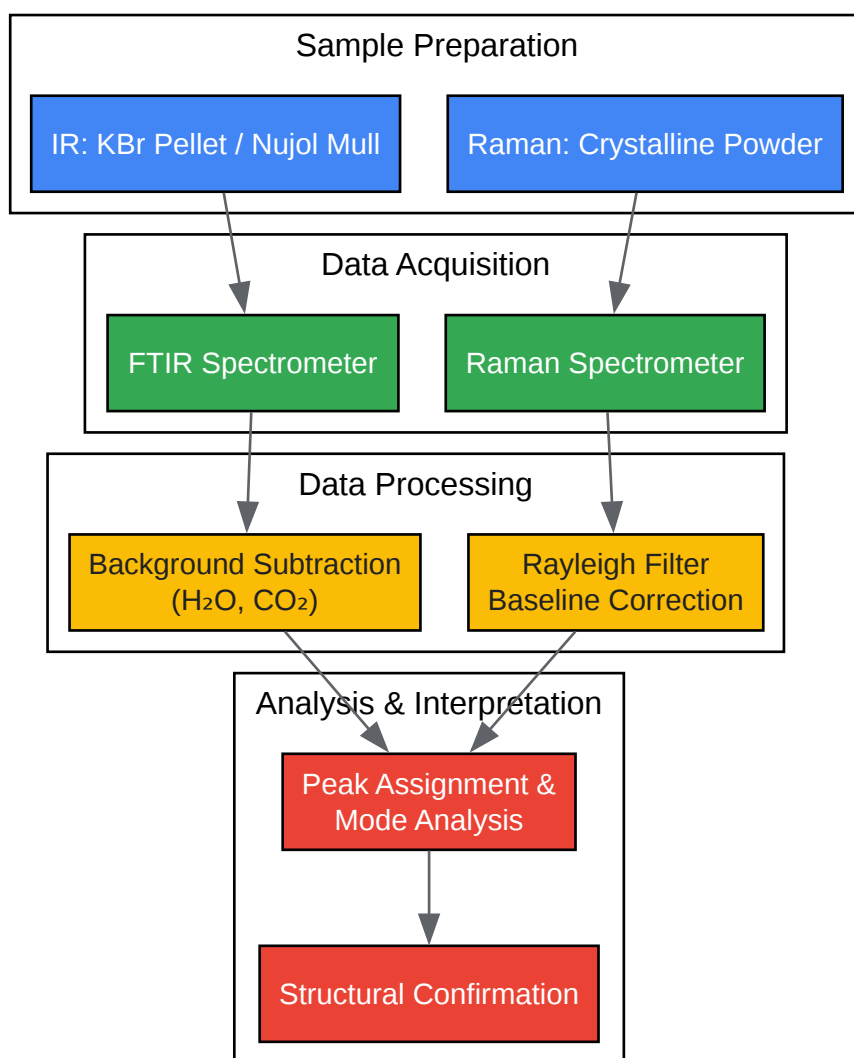 Sample Preparation
IR: KBr Pellet / Nujol Mull
Raman: Crystalline Powder
Data Acquisition
FTIR Spectrometer
Raman Spectrometer
Data Processing
Background Subtraction
(H₂O, CO₂)
Rayleigh Filter
Baseline Correction
Analysis & Interpretation
Peak Assignment &
Mode Analysis
Structural Confirmation